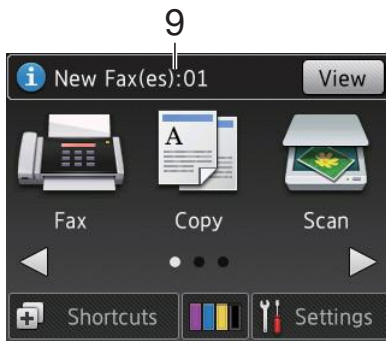 9
New Fax(es):01 View
A
Fax Copy Scan
Shortcuts Settings